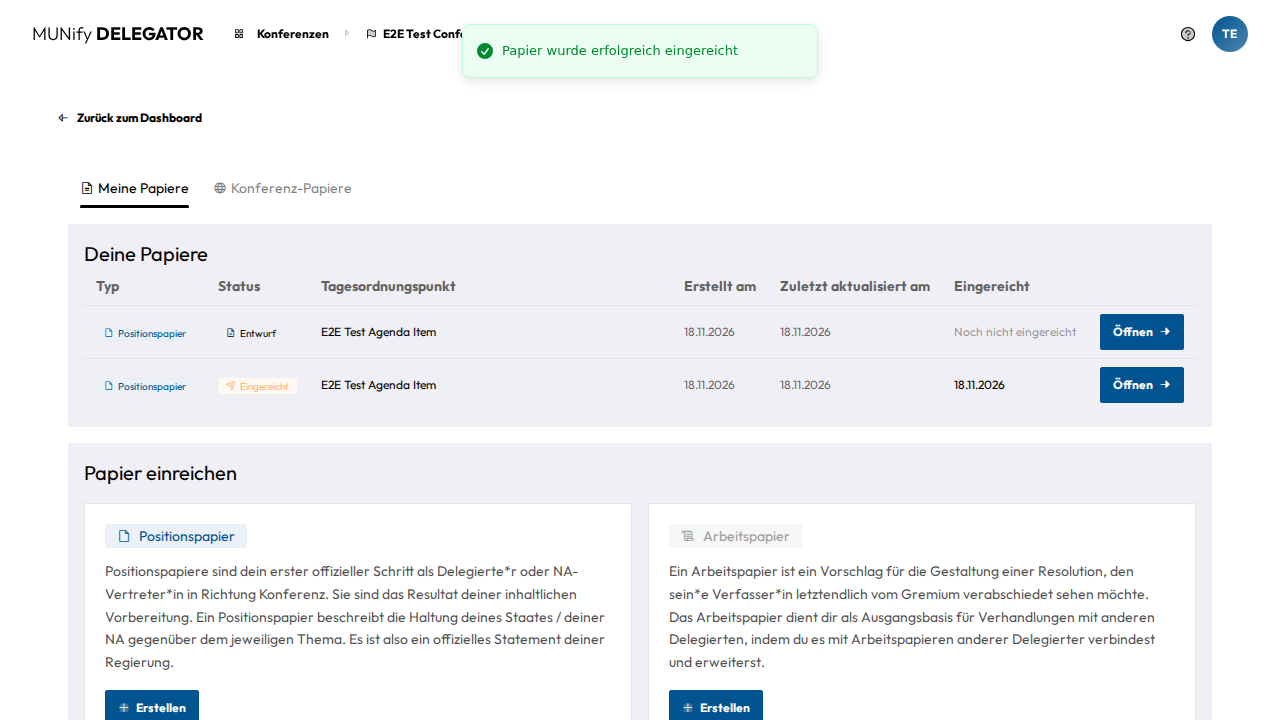 MUNify DELEGATOR
Konferenzen
E2E Test Confe
Papier wurde erfolgreich eingereicht
TE
Zurück zum Dashboard
Meine Papiere
Konferenz-Papiere
Deine Papiere
Typ Status Tagesordnungspunkt Erstellt am Zuletzt aktualisiert am Eingereicht
Positionspapier Entwurf E2E Test Agenda Item 18.11.2026 18.11.2026 Noch nicht eingereicht Öffnen
Positionspapier Eingereicht E2E Test Agenda Item 18.11.2026 18.11.2026 18.11.2026 Öffnen
Papier einreichen
Positionspapier
Positionspapiere sind dein erster offizieller Schritt als Delegierte*r oder NA-
Vertreter*in in Richtung Konferenz. Sie sind das Resultat deiner inhaltlichen
Vorbereitung. Ein Positionspapier beschreibt die Haltung deines Staates / deiner
NA gegenüber dem jeweiligen Thema. Es ist also ein offizielles Statement deiner
Regierung.
Erstellen
Arbeitspapier
Ein Arbeitspapier ist ein Vorschlag für die Gestaltung einer Resolution, den
sein*e Verfasser*in letztendlich vom Gremium verabschiedet sehen möchte.
Das Arbeitspapier dient dir als Ausgangsbasis für Verhandlungen mit anderen
Delegierten, indem du es mit Arbeitspapieren anderer Delegierter verbindest
und erweiterst.
Erstellen